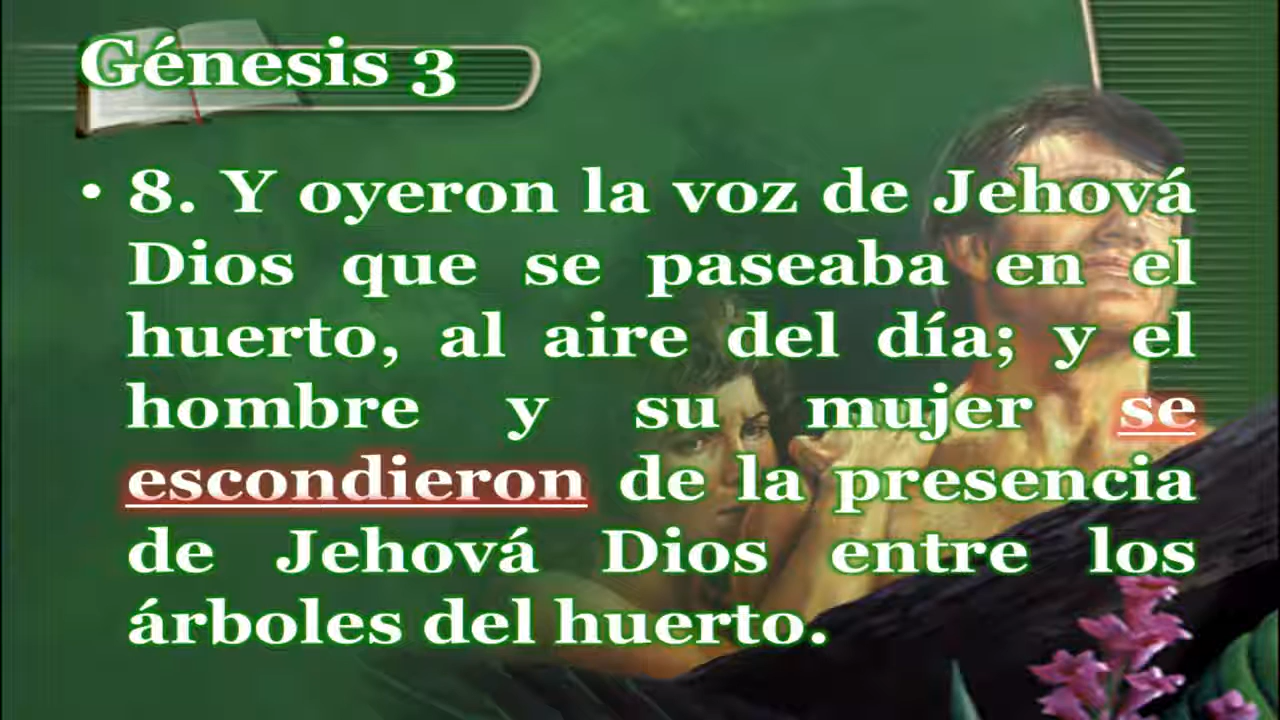 Génesis 3
• 8. Y oyeron la voz de Jehová
Dios que se paseaba en el
huerto, al aire del día; y el
hombre y su mujer se
escondieron de la presencia
de Jehová Dios entre los
árboles del huerto.